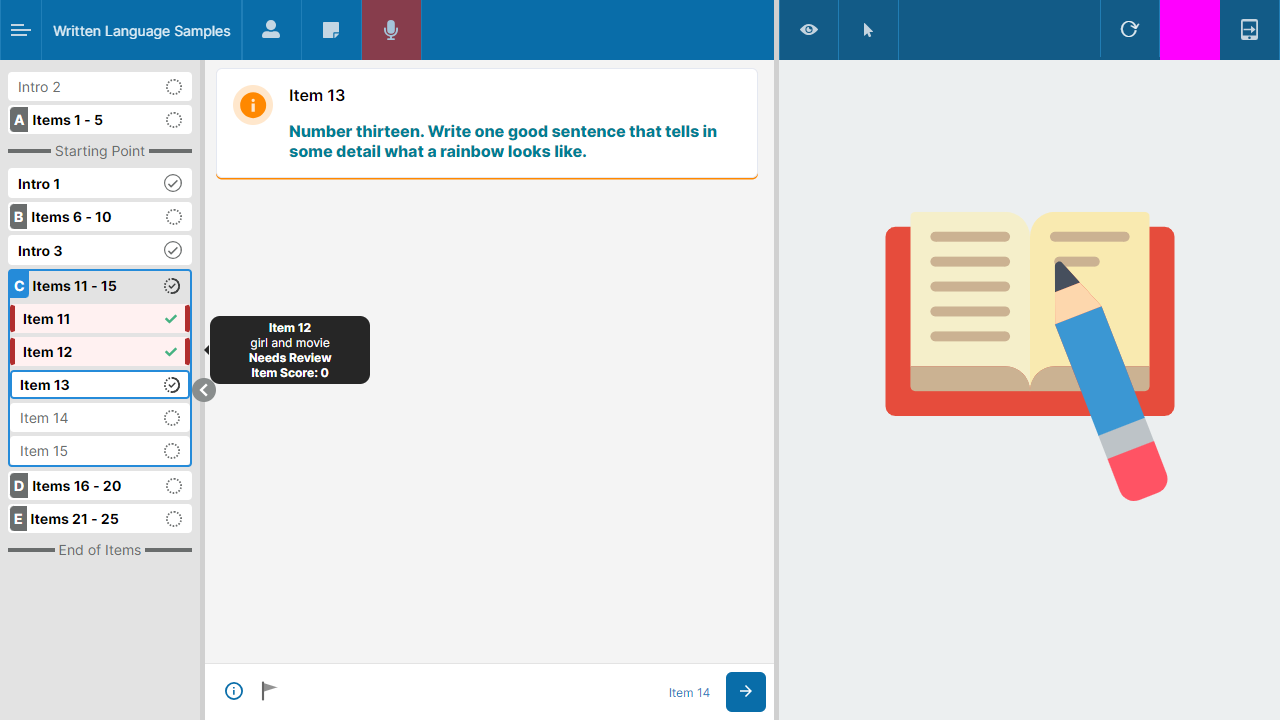 Written Language Samples
Intro 2
A Items 1 - 5
Starting Point
Intro 1
B Items 6 - 10
Intro 3
C Items 11 - 15
Item 11
Item 12
Item 13
Item 14
Item 15
D Items 16 - 20
E Items 21 - 25
End of Items
Item 13
Number thirteen. Write one good sentence that tells in
some detail what a rainbow looks like.
Item 12
girl and movie
Needs Review
Item Score: 0
Item 14